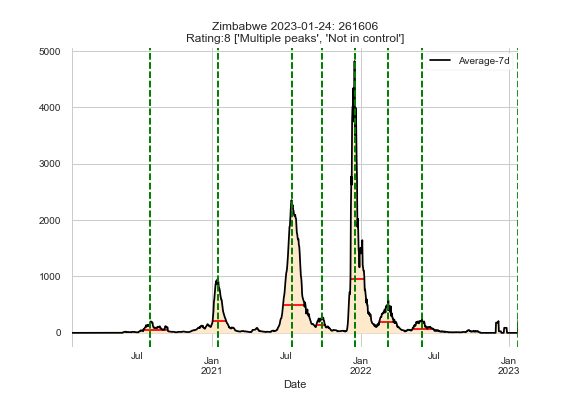 Zimbabwe 2023-01-24: 261606
Rating:8 ['Multiple peaks', 'Not in control']
Average-7d
5000
4000
3000
2000
1000
0
Jul
Jan
2021
Jul
Jan
2022
Jul
Jan
2023
Date